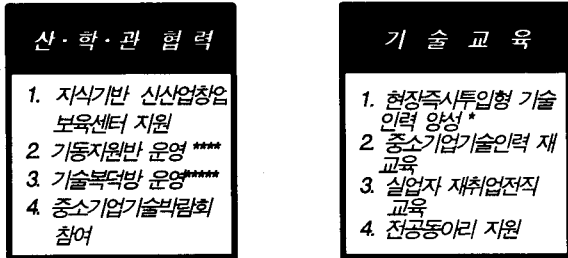 산·학·관 협력
1. 지식기반 신산업창업
보육센터 지원
2. 기동지원반 운영 ****
3. 기술복덕방 운영*****
4. 중소기업기술박람회
참여
기 술 교 육
1. 현장즉시투입형 기술
인력 양성 *
2. 중소기업기술인력 재
교육
3. 실업자 재취업전직
교육
4. 전공동아리 지원